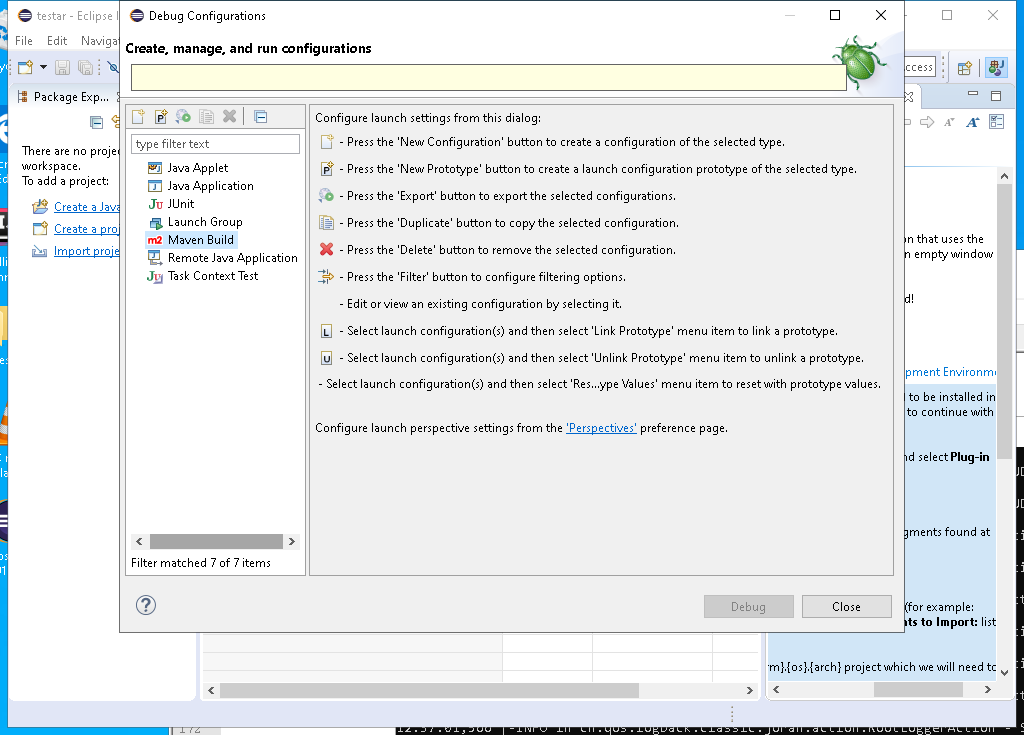 testar - Eclipse I
File Edit Naviga
ccess
Package Exp...
There are no proje
workspace.
To add a project:
Create a Java
Create a proj
Import proje
Debug Configurations
Create, manage, and run configurations
type filter text
Java Applet
Java Application
JUnit
Launch Group
Maven Build
Remote Java Application
Task Context Test
Filter matched 7 of 7 items
Configure launch settings from this dialog:
- Press the 'New Configuration' button to create a configuration of the selected type.
- Press the 'New Prototype' button to create a launch configuration prototype of the selected type.
- Press the 'Export' button to export the selected configurations.
- Press the 'Duplicate' button to copy the selected configuration.
- Press the 'Delete' button to remove the selected configuration.
- Press the 'Filter' button to configure filtering options.
- Edit or view an existing configuration by selecting it.
L - Select launch configuration(s) and then select 'Link Prototype' menu item to link a prototype.
U - Select launch configuration(s) and then select 'Unlink Prototype' menu item to unlink a prototype.
- Select launch configuration(s) and then select 'Res...ype Values' menu item to reset with prototype values.
Configure launch perspective settings from the 'Perspectives' preference page.
Debug
Close
on that uses the
n empty window
d!
pment Environme
to be installed in
to continue with
nd select Plug-in
gments found at
(for example:
nts to Import: list
rm}.{os}.{arch} project which we will need to
172
12:57:01,566 |-INFO in ch.qos.logback.classic.joran.action.RootLoggerAction - s